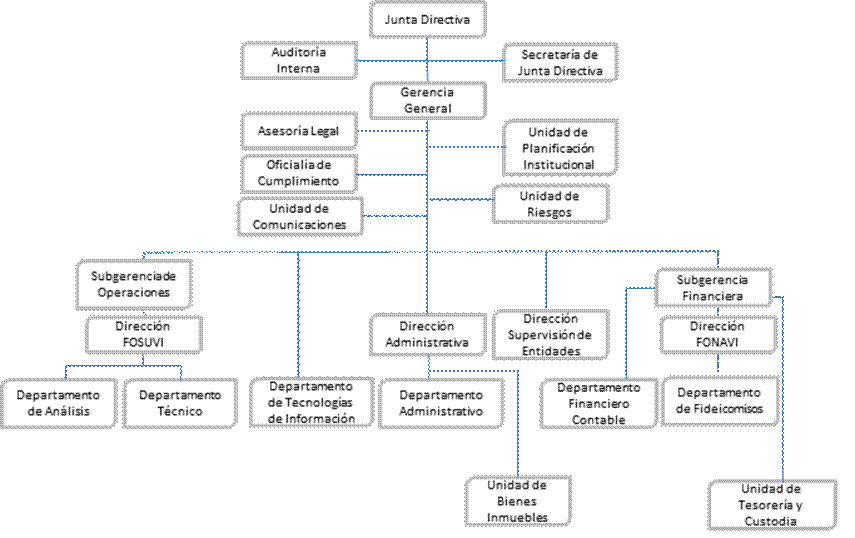 Junta Directiva
Auditoría
Interna
Secretaría de
Junta Directiva
Gerencia
General
Asesoría Legal
Unidad de
Planificación
Institucional
Oficialía de
Cumplimiento
Unidad de
Riesgos
Unidad de
Comunicaciones
Subgerencia de
Operaciones
Subgerencia
Financiera
Dirección
FOSUVI
Dirección
Administrativa
Dirección
Supervisión de
Entidades
Dirección
FONAVI
Departamento
de Análisis
Departamento
Técnico
Departamento
de Tecnologías
de Información
Departamento
Administrativo
Departamento
Financiero
Contable
Departamento
de Fideicomisos
Unidad de
Bienes
Inmuebles
Unidad de
Tesorería y
Custodia